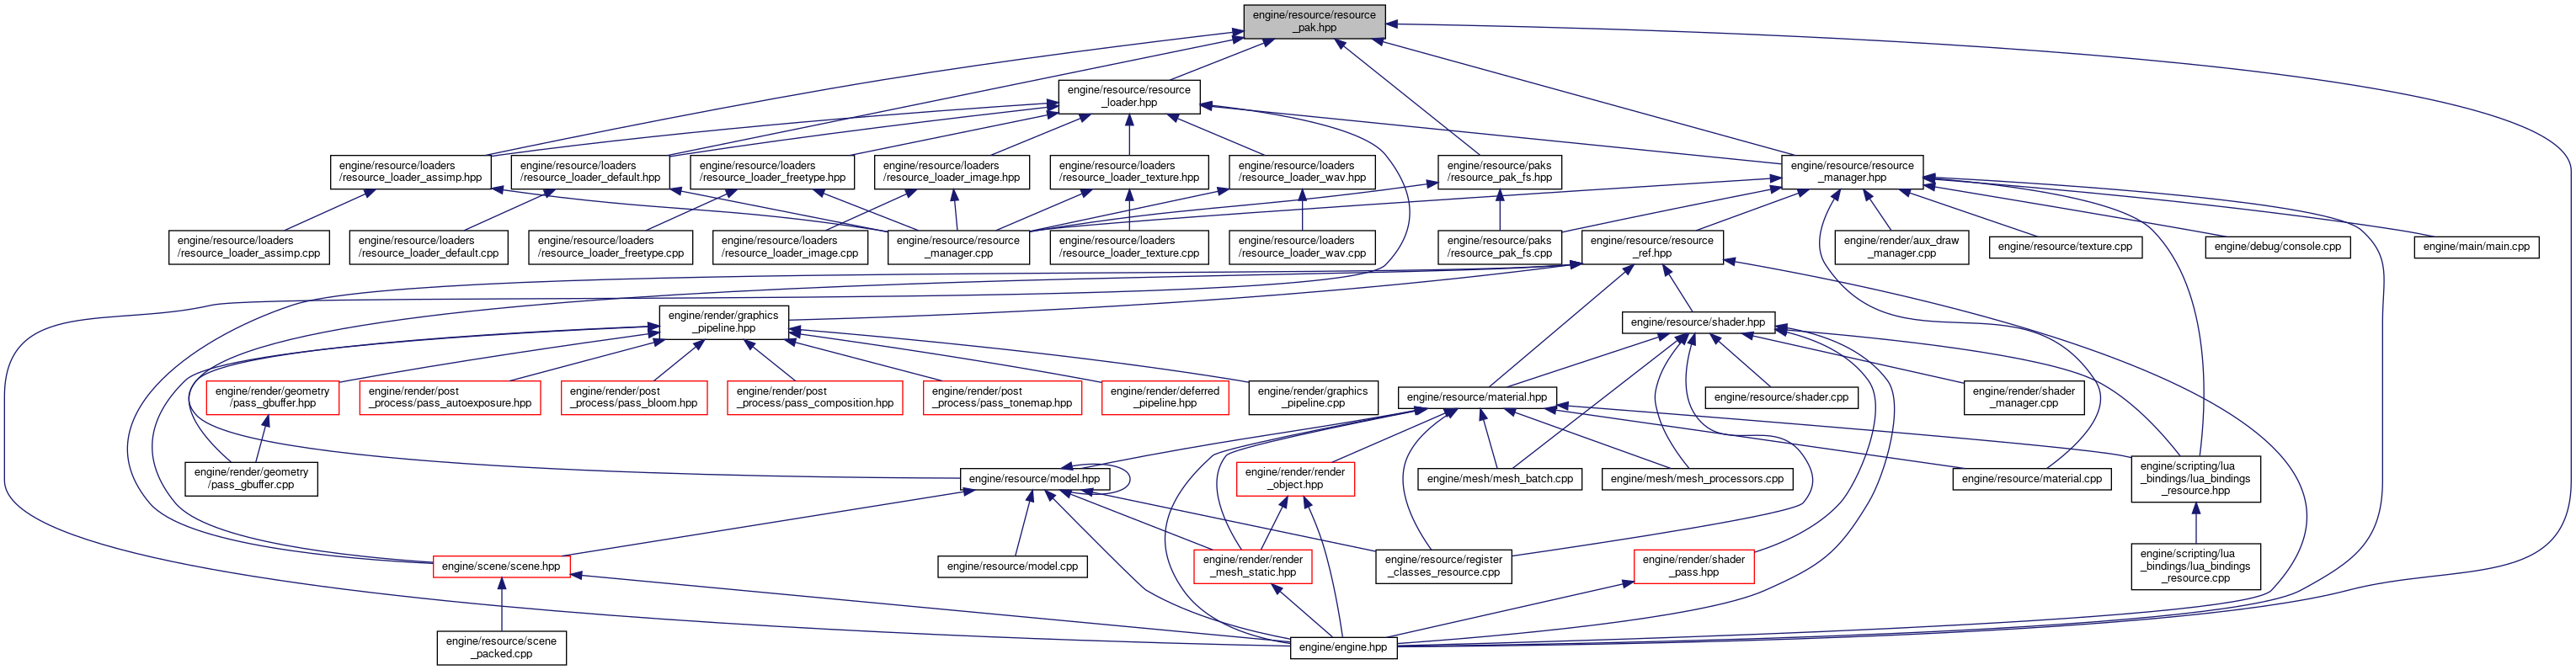 engine/resource/resource
_pak.hpp
engine/resource/resource
_loader.hpp
engine/resource/loaders
/resource_loader_assimp.hpp
engine/resource/loaders
/resource_loader_default.hpp
engine/resource/loaders
/resource_loader_freetype.hpp
engine/resource/loaders
/resource_loader_image.hpp
engine/resource/loaders
/resource_loader_texture.hpp
engine/resource/loaders
/resource_loader_wav.hpp
engine/resource/paks
/resource_pak_fs.hpp
engine/resource/resource
_manager.hpp
engine/resource/loaders
/resource_loader_assimp.cpp
engine/resource/loaders
/resource_loader_default.cpp
engine/resource/loaders
/resource_loader_freetype.cpp
engine/resource/loaders
/resource_loader_image.cpp
engine/resource/resource
_manager.cpp
engine/resource/loaders
/resource_loader_texture.cpp
engine/resource/loaders
/resource_loader_wav.cpp
engine/resource/paks
/resource_pak_fs.cpp
engine/resource/resource
_ref.hpp
engine/render/aux_draw
_manager.cpp
engine/resource/texture.cpp
engine/debug/console.cpp
engine/main/main.cpp
engine/render/graphics
_pipeline.hpp
engine/resource/shader.hpp
engine/render/geometry
/pass_gbuffer.hpp
engine/render/post
_process/pass_autoexposure.hpp
engine/render/post
_process/pass_bloom.hpp
engine/render/post
_process/pass_composition.hpp
engine/render/post
_process/pass_tonemap.hpp
engine/render/deferred
_pipeline.hpp
engine/render/graphics
_pipeline.cpp
engine/resource/material.hpp
engine/resource/shader.cpp
engine/render/shader
_manager.cpp
engine/render/geometry
/pass_gbuffer.cpp
engine/resource/model.hpp
engine/render/render
_object.hpp
engine/mesh/mesh_batch.cpp
engine/mesh/mesh_processors.cpp
engine/resource/material.cpp
engine/scripting/lua
_bindings/lua_bindings
_resource.hpp
engine/scene/scene.hpp
engine/resource/model.cpp
engine/render/render
_mesh_static.hpp
engine/resource/register
_classes_resource.cpp
engine/render/shader
_pass.hpp
engine/scripting/lua
_bindings/lua_bindings
_resource.cpp
engine/resource/scene
_packed.cpp
engine/engine.hpp